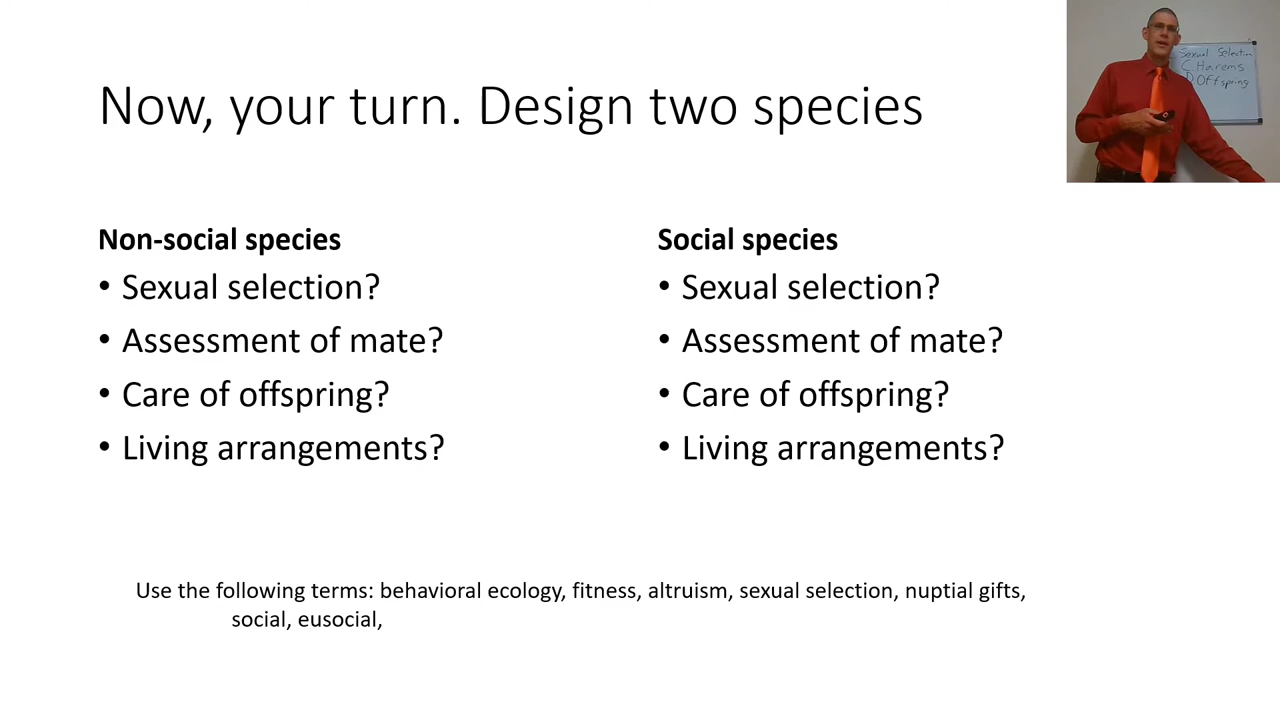 Now, your turn. Design two species
Sexual Selection
CHarems
DOffspring
Non-social species
• Sexual selection?
• Assessment of mate?
• Care of offspring?
• Living arrangements?
Social species
• Sexual selection?
• Assessment of mate?
• Care of offspring?
• Living arrangements?
Use the following terms: behavioral ecology, fitness, altruism, sexual selection, nuptial gifts,
social, eusocial,